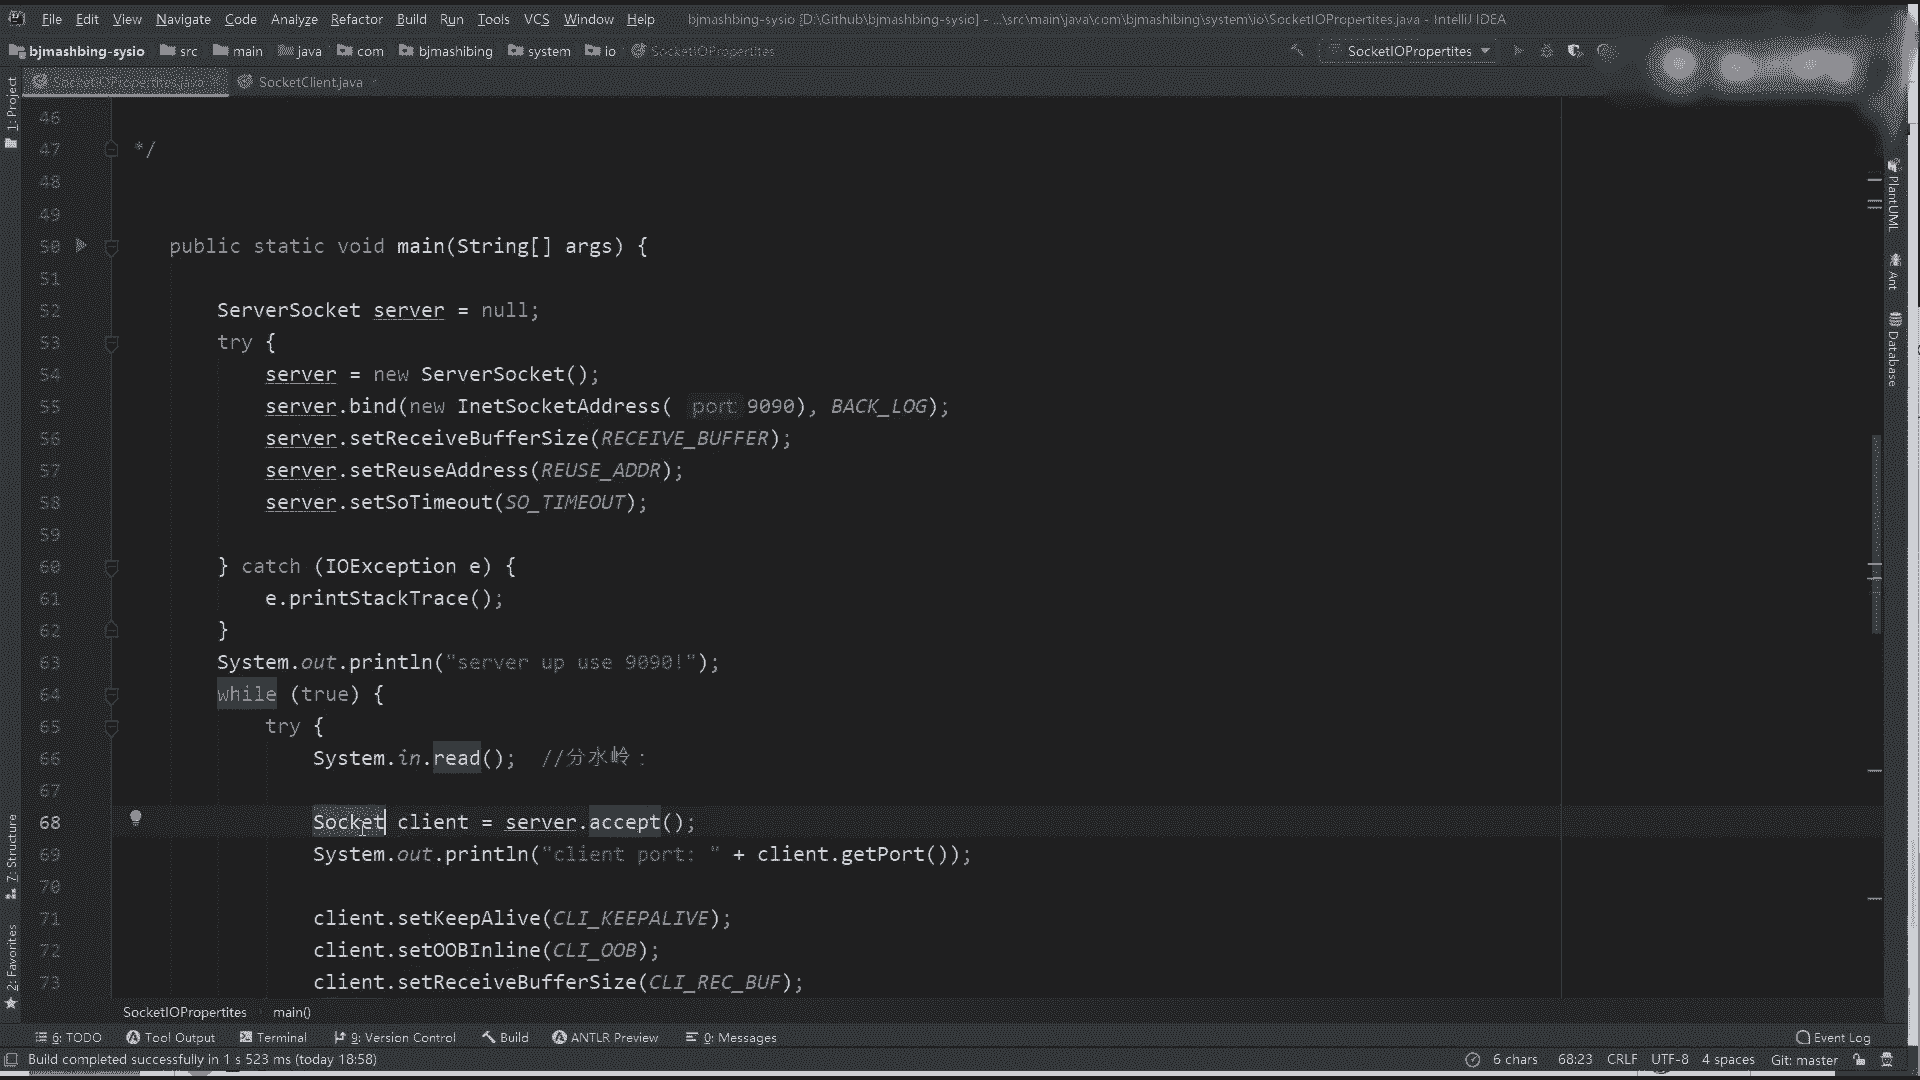 File Edit View Navigate Code Analyze Refactor Build Run Tools VCS Window Help bjmashbing-sysio [D:\Github\bjmashbing-sysio] - ...\src\main\java\com\bjmashibing\system\io\SocketIOPropertites.java - IntelliJ IDEA
bjmashbing-sysio src main java com bjmashibing system io SocketIOPropertites SocketIOPropertites
SocketIOPropertites.java SocketClient.java
1: Project
46
47 */
48
49
50 public static void main(String[] args) {
51
52 ServerSocket server = null;
53 try {
54 server = new ServerSocket();
55 server.bind(new InetSocketAddress( port: 9090), BACK_LOG);
56 server.setReceiveBufferSize(RECEIVE_BUFFER);
57 server.setReuseAddress(REUSE_ADDR);
58 server.setSoTimeout(SO_TIMEOUT);
59
60 } catch (IOException e) {
61 e.printStackTrace();
62 }
63 System.out.println("server up use 9090!");
64 while (true) {
65 try {
66 System.in.read(); //分水岭：
67
68 Socket client = server.accept();
69 System.out.println("client port: " + client.getPort());
70
71 client.setKeepAlive(CLI_KEEPALIVE);
72 client.setOOBInline(CLI_OOB);
73 client.setReceiveBufferSize(CLI_REC_BUF);
PlantUML
Ant
Database
7: Structure
2: Favorites
SocketIOPropertites main()
6: TODO Tool Output Terminal 9: Version Control Build ANTLR Preview 0: Messages Event Log
Build completed successfully in 1 s 523 ms (today 18:58) 6 chars 68:23 CRLF UTF-8 4 spaces Git: master